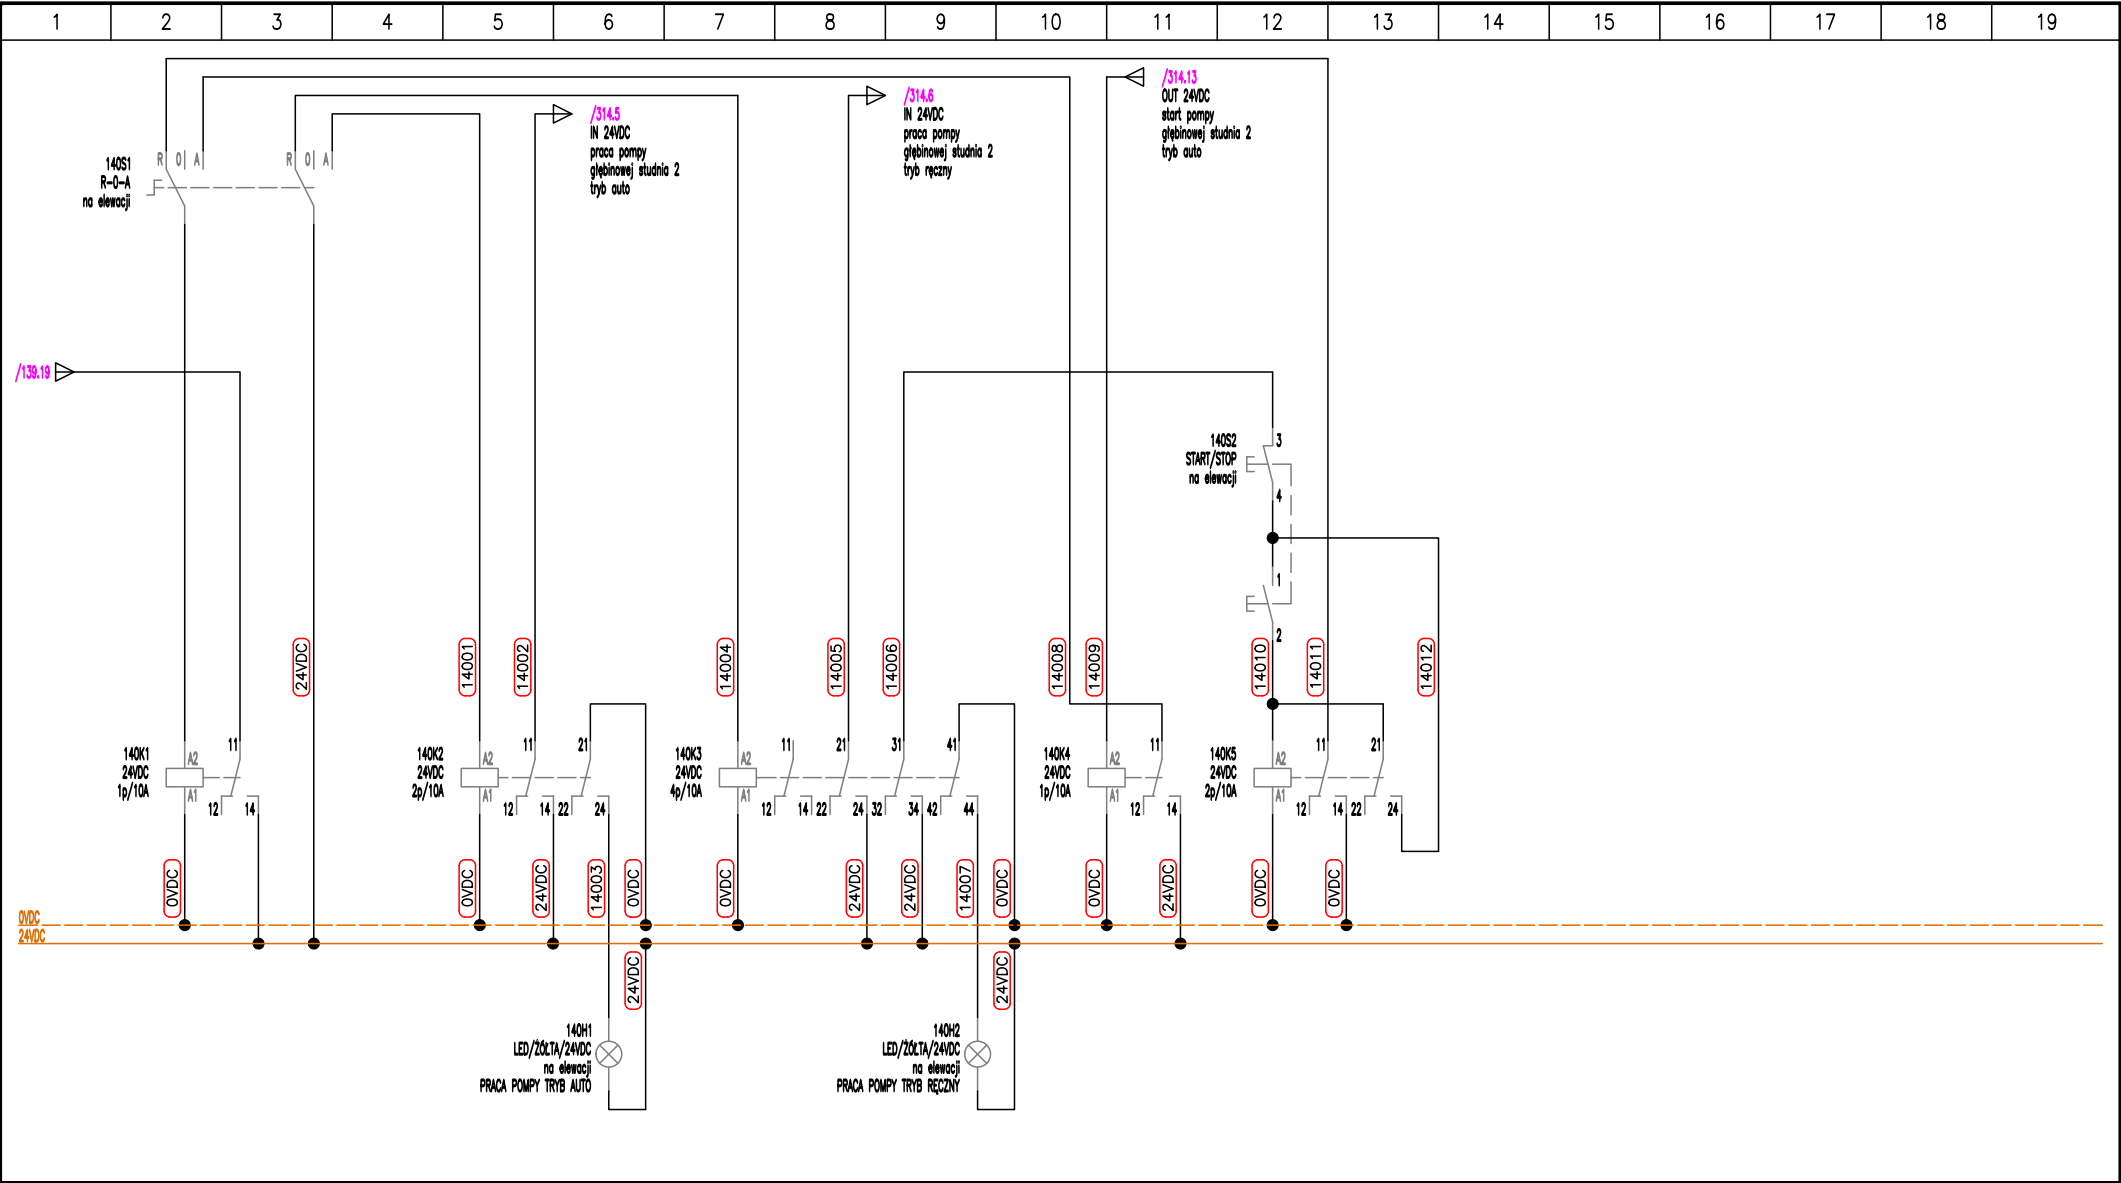 1 2 3 4 5 6 7 8 9 10 11 12 13 14 15 16 17 18 19
/314.5
IN 24VDC
praca pompy
głębinowej studnia 2
tryb auto
/314.6
IN 24VDC
praca pompy
głębinowej studnia 2
tryb ręczny
/314.13
OUT 24VDC
start pompy
głębinowej studnia 2
tryb auto
140S1
R-0-A
na elewacji
R 0 A
R 0 A
/139.19
140S2
START/STOP
na elewacji
3
4
1
2
24VDC
14001
14002
14004
14005
14006
14008
14009
14010
14011
14012
140K1
24VDC
1p/10A
A2
A1
11
12 14
140K2
24VDC
2p/10A
A2
A1
11 21
12 14 22 24
140K3
24VDC
4p/10A
A2
A1
11 21 31 41
12 14 22 24 32 34 42 44
140K4
24VDC
1p/10A
A2
A1
11
12 14
140K5
24VDC
2p/10A
A2
A1
11 21
12 14 22 24
0VDC
0VDC
24VDC
14003
0VDC
0VDC
24VDC
24VDC
14007
0VDC
0VDC
24VDC
0VDC
0VDC
0VDC
24VDC
24VDC
24VDC
140H1
LED/ŻÓŁTA/24VDC
na elewacji
PRACA POMPY TRYB AUTO
140H2
LED/ŻÓŁTA/24VDC
na elewacji
PRACA POMPY TRYB RĘCZNY